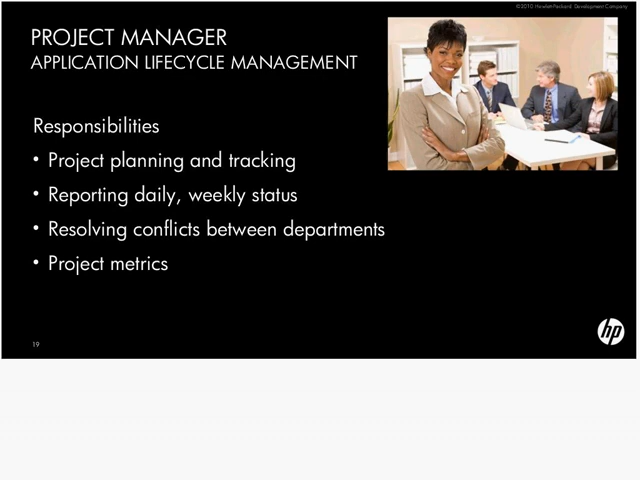 ©2010 Hewlett-Packard Development Company
PROJECT MANAGER
APPLICATION LIFECYCLE MANAGEMENT
Responsibilities
• Project planning and tracking
• Reporting daily, weekly status
• Resolving conflicts between departments
• Project metrics
19
hp